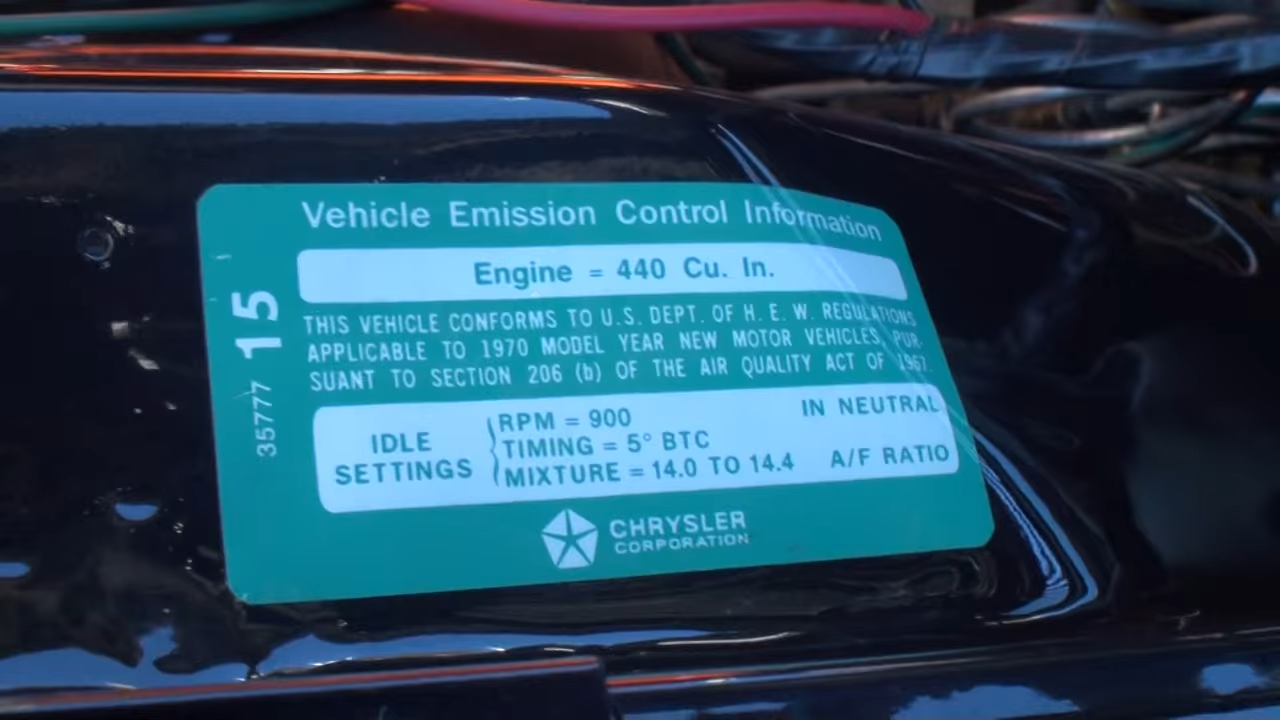 Vehicle Emission Control Information
Engine = 440 Cu. In.
THIS VEHICLE CONFORMS TO U.S. DEPT. OF H. E. W. REGULATIONS
APPLICABLE TO 1970 MODEL YEAR NEW MOTOR VEHICLES, PUR-
SUANT TO SECTION 206 (b) OF THE AIR QUALITY ACT OF 1967.
IDLE SETTINGS
RPM = 900 IN NEUTRAL
TIMING = 5° BTC
MIXTURE = 14.0 TO 14.4 A/F RATIO
CHRYSLER
CORPORATION
35777 15